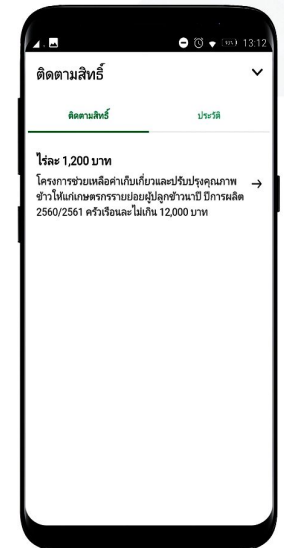 13:12
ติดตามสิทธิ์
ติดตามสิทธิ์ ประวัติ
ไร่ละ 1,200 บาท
โครงการช่วยเหลือค่าเก็บเกี่ยวและปรับปรุงคุณภาพ
ข้าวให้แก่เกษตรกรรายย่อยผู้ปลูกข้าวนาปี ปีการผลิต
2560/2561 ครัวเรือนละไม่เกิน 12,000 บาท